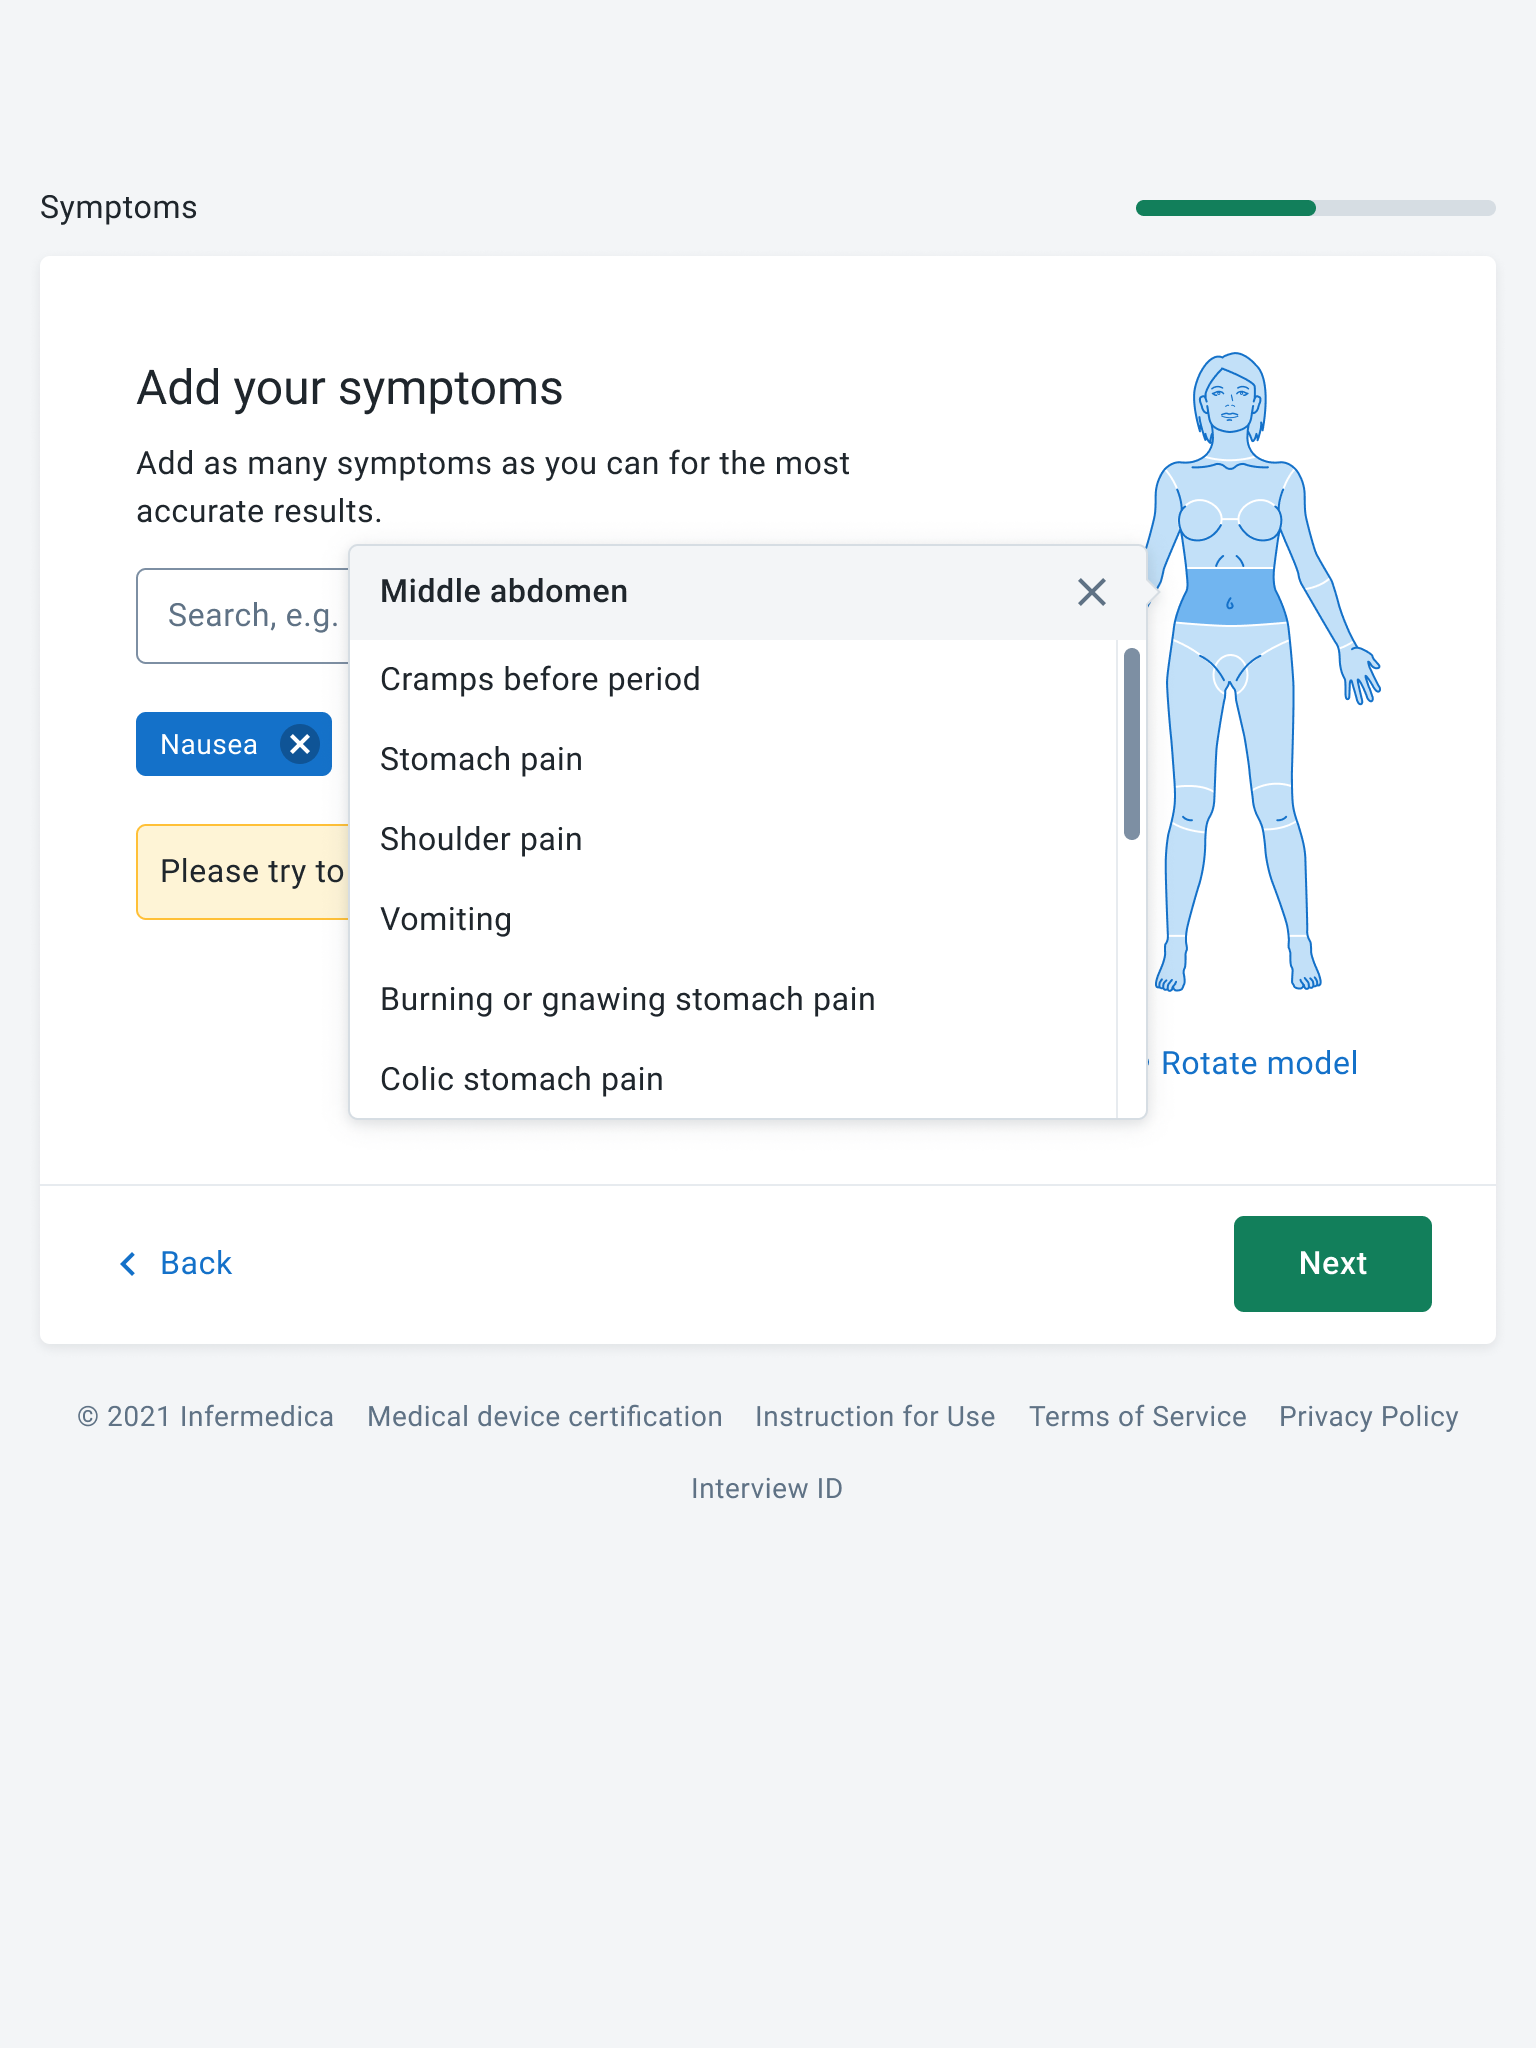 Symptoms
Add your symptoms
Add as many symptoms as you can for the most
accurate results.
Search, e.g.
Nausea
Please try to
Middle abdomen
Cramps before period
Stomach pain
Shoulder pain
Vomiting
Burning or gnawing stomach pain
Colic stomach pain
Rotate model
Back
Next
© 2021 Infermedica Medical device certification Instruction for Use Terms of Service Privacy Policy
Interview ID